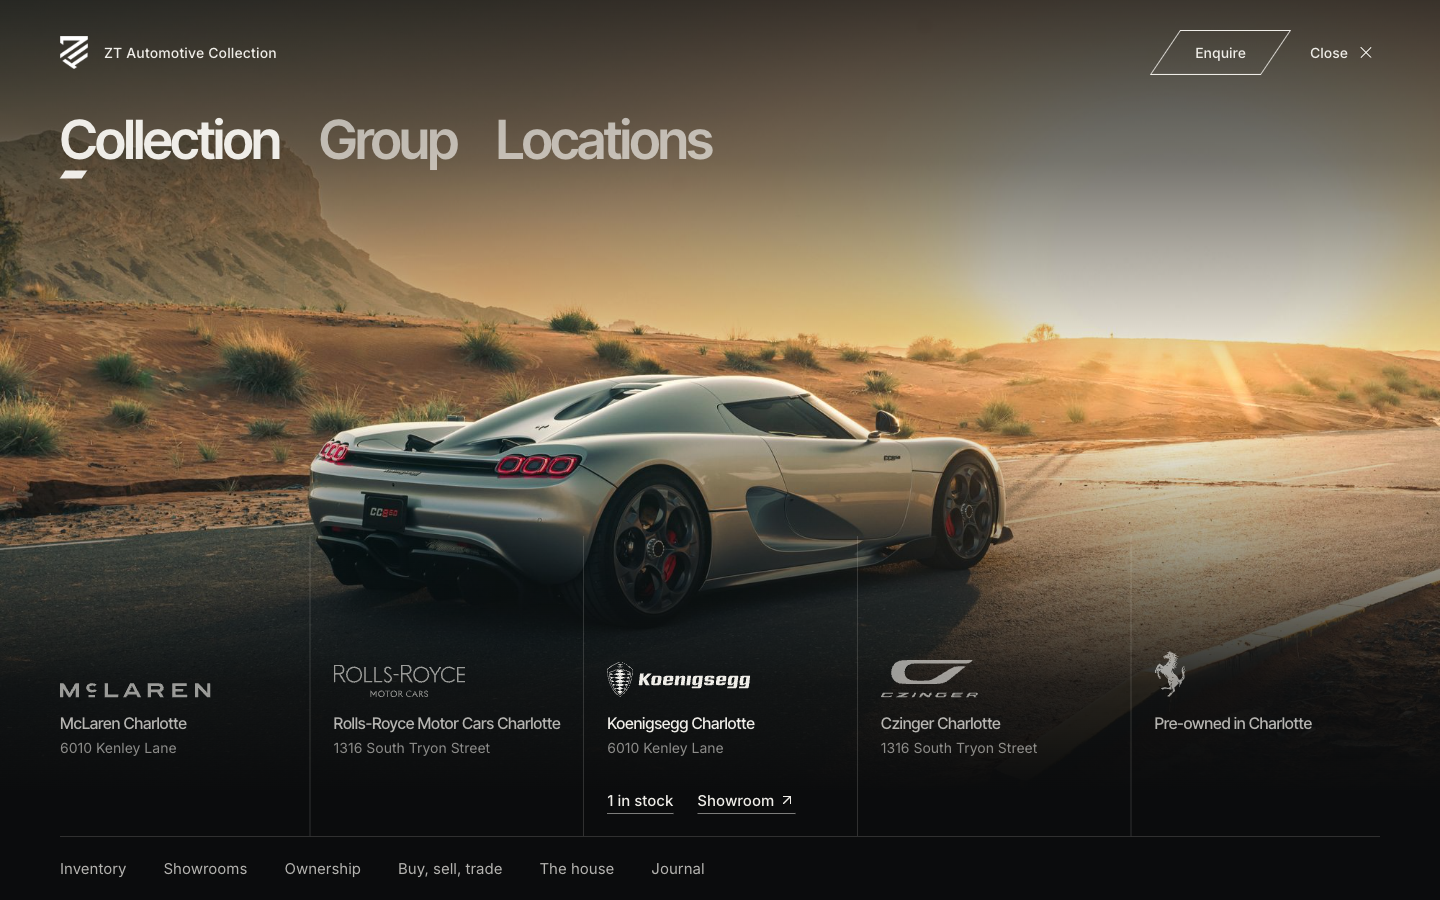 ZT Automotive Collection
Enquire
Close
Collection
Group
Locations
McLAREN
McLaren Charlotte
6010 Kenley Lane
ROLLS-ROYCE
MOTOR CARS
Rolls-Royce Motor Cars Charlotte
1316 South Tryon Street
Koenigsegg
Koenigsegg Charlotte
6010 Kenley Lane
1 in stock
Showroom
CZINGER
Czinger Charlotte
1316 South Tryon Street
Pre-owned in Charlotte
Inventory
Showrooms
Ownership
Buy, sell, trade
The house
Journal